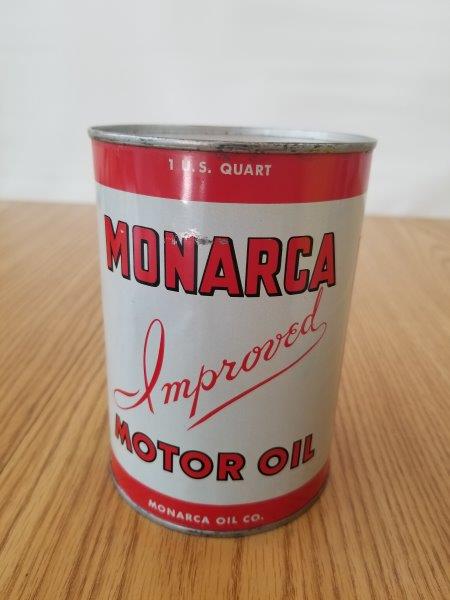 1 U.S. QUART
MONARCA
Improved
MOTOR OIL
MONARCA OIL CO.